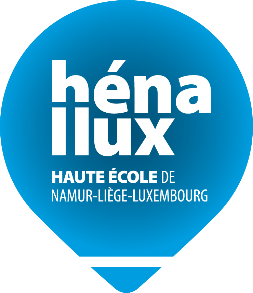 héna
llux
HAUTE ÉCOLE DE
NAMUR-LIÈGE-LUXEMBOURG